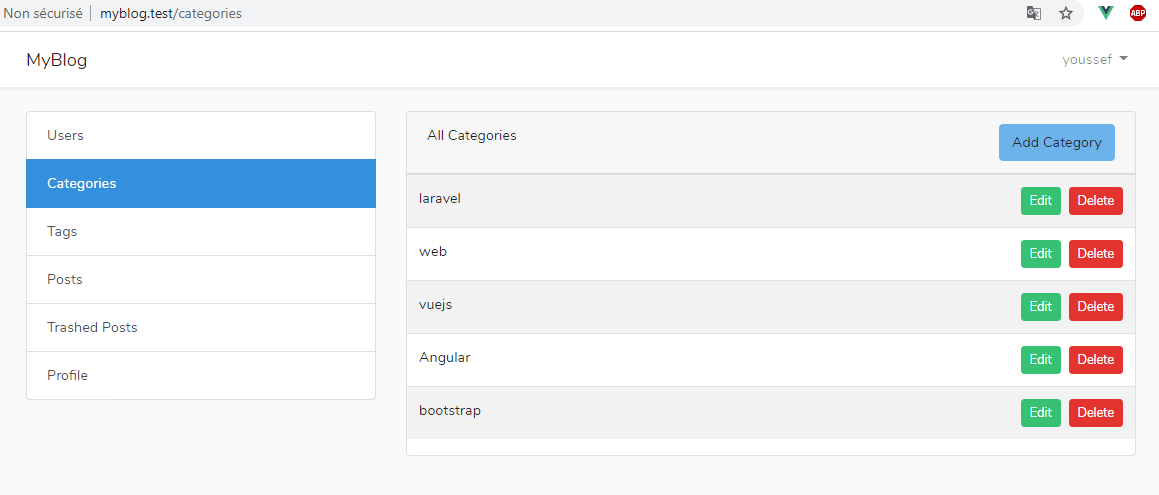 Non sécurisé myblog.test/categories
ABP
MyBlog youssef
Users
Categories
Tags
Posts
Trashed Posts
Profile
All Categories Add Category
laravel Edit Delete
web Edit Delete
vuejs Edit Delete
Angular Edit Delete
bootstrap Edit Delete